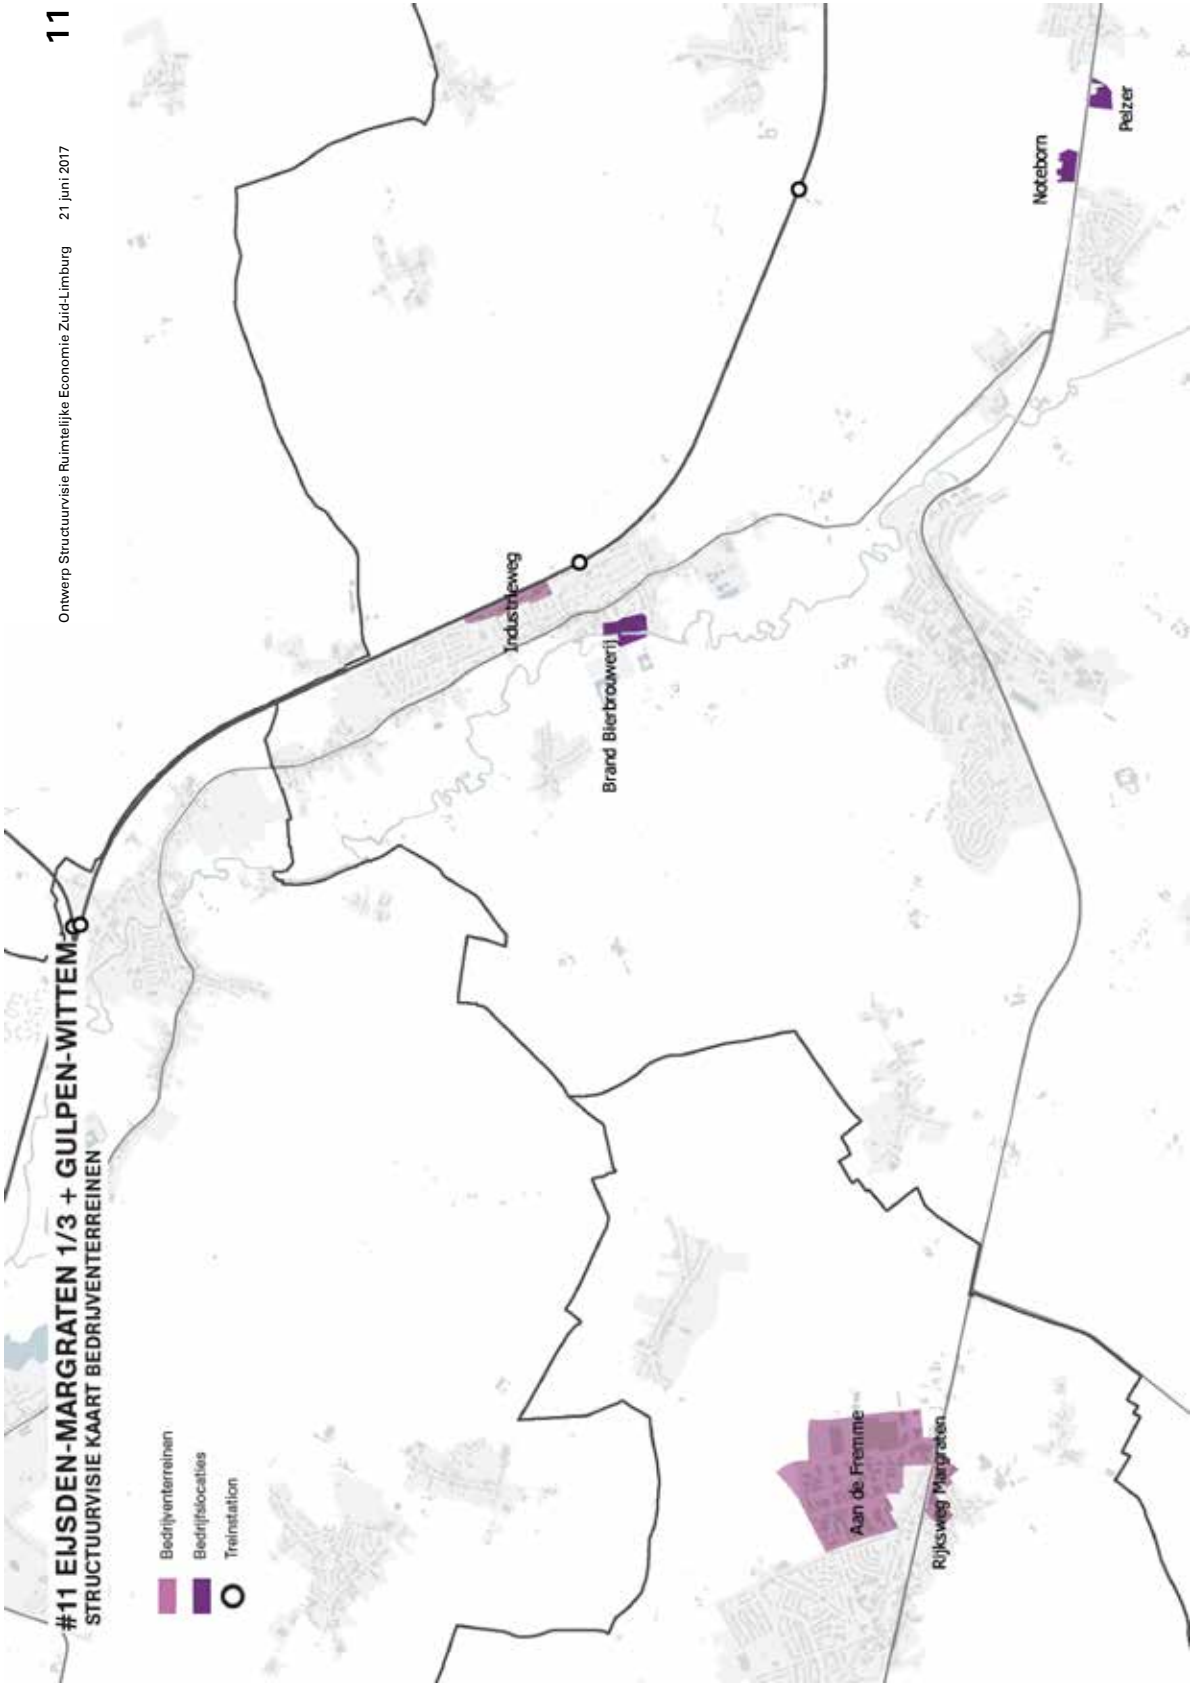 #11 EIJSDEN-MARGRATEN 1/3 + GULPEN-WITTEM
STRUCTUURVISIE KAART BEDRIJVENTERREINEN
Ontwerp Structuurvisie Ruimtelijke Economie Zuid-Limburg 21 juni 2017
11
Bedrijventerreinen
Bedrijfslocaties
Treinstation
Industrieweg
Brand Bierbrouwerij
Aan de Fremme
Rijksweg Margraten
Noteborn
Pelzer